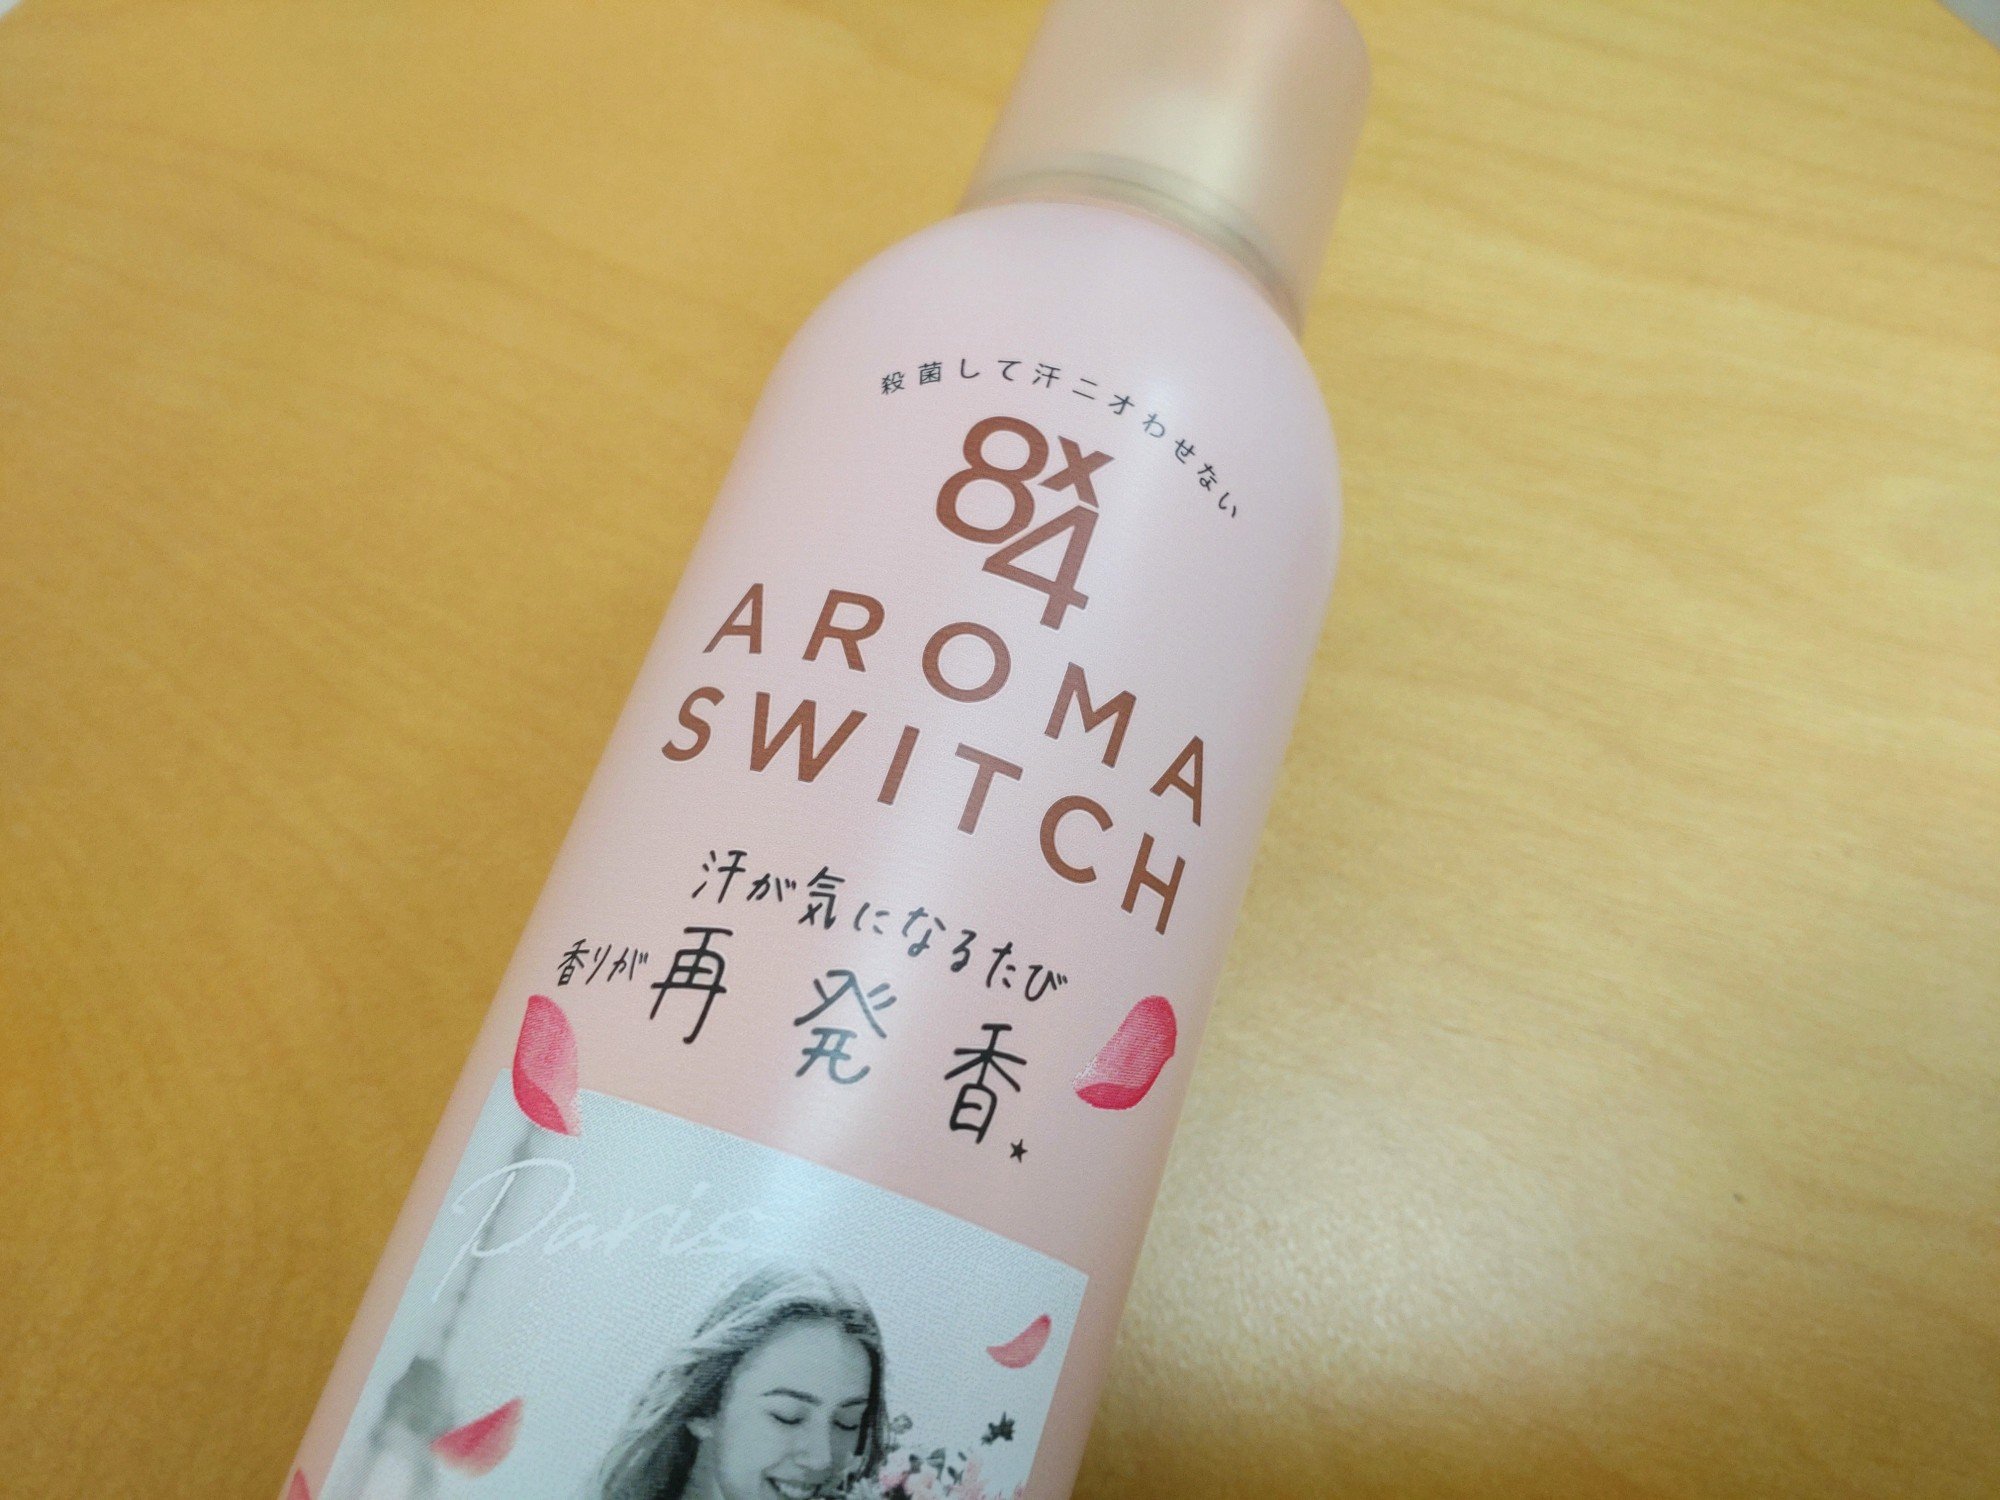 殺菌して汗ニオわせない
8x4
AROMA
SWITCH
汗が気になるたび
香りが再発香★
Paris